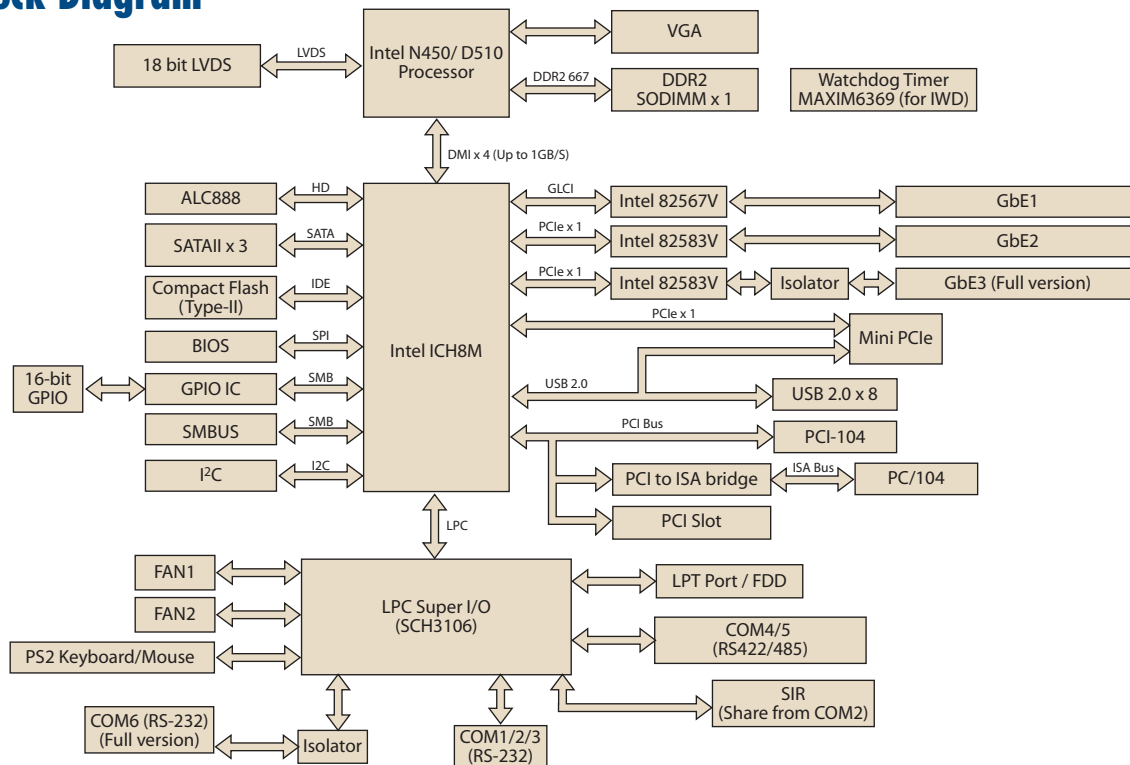 Diagram
VGA
Intel N450/ D510
Processor
18 bit LVDS
LVDS
DDR2 667
DDR2
SODIMM x 1
Watchdog Timer
MAXIM6369 (for IWD)
DMI x 4 (Up to 1GB/S)
ALC888
HD
GLCI
Intel 82567V
GbE1
SATAII x 3
SATA
PCIe x 1
Intel 82583V
GbE2
Compact Flash
(Type-II)
IDE
PCIe x 1
Intel 82583V
Isolator
GbE3 (Full version)
PCIe x 1
Mini PCIe
BIOS
SPI
Intel ICH8M
16-bit
GPIO
GPIO IC
SMB
USB 2.0
USB 2.0 x 8
SMBUS
SMB
PCI Bus
PCI-104
I²C
I2C
PCI to ISA bridge
ISA Bus
PC/104
PCI Slot
LPC
FAN1
LPT Port / FDD
FAN2
LPC Super I/O
(SCH3106)
COM4/5
(RS422/485)
PS2 Keyboard/Mouse
SIR
(Share from COM2)
COM6 (RS-232)
(Full version)
Isolator
COM1/2/3
(RS-232)